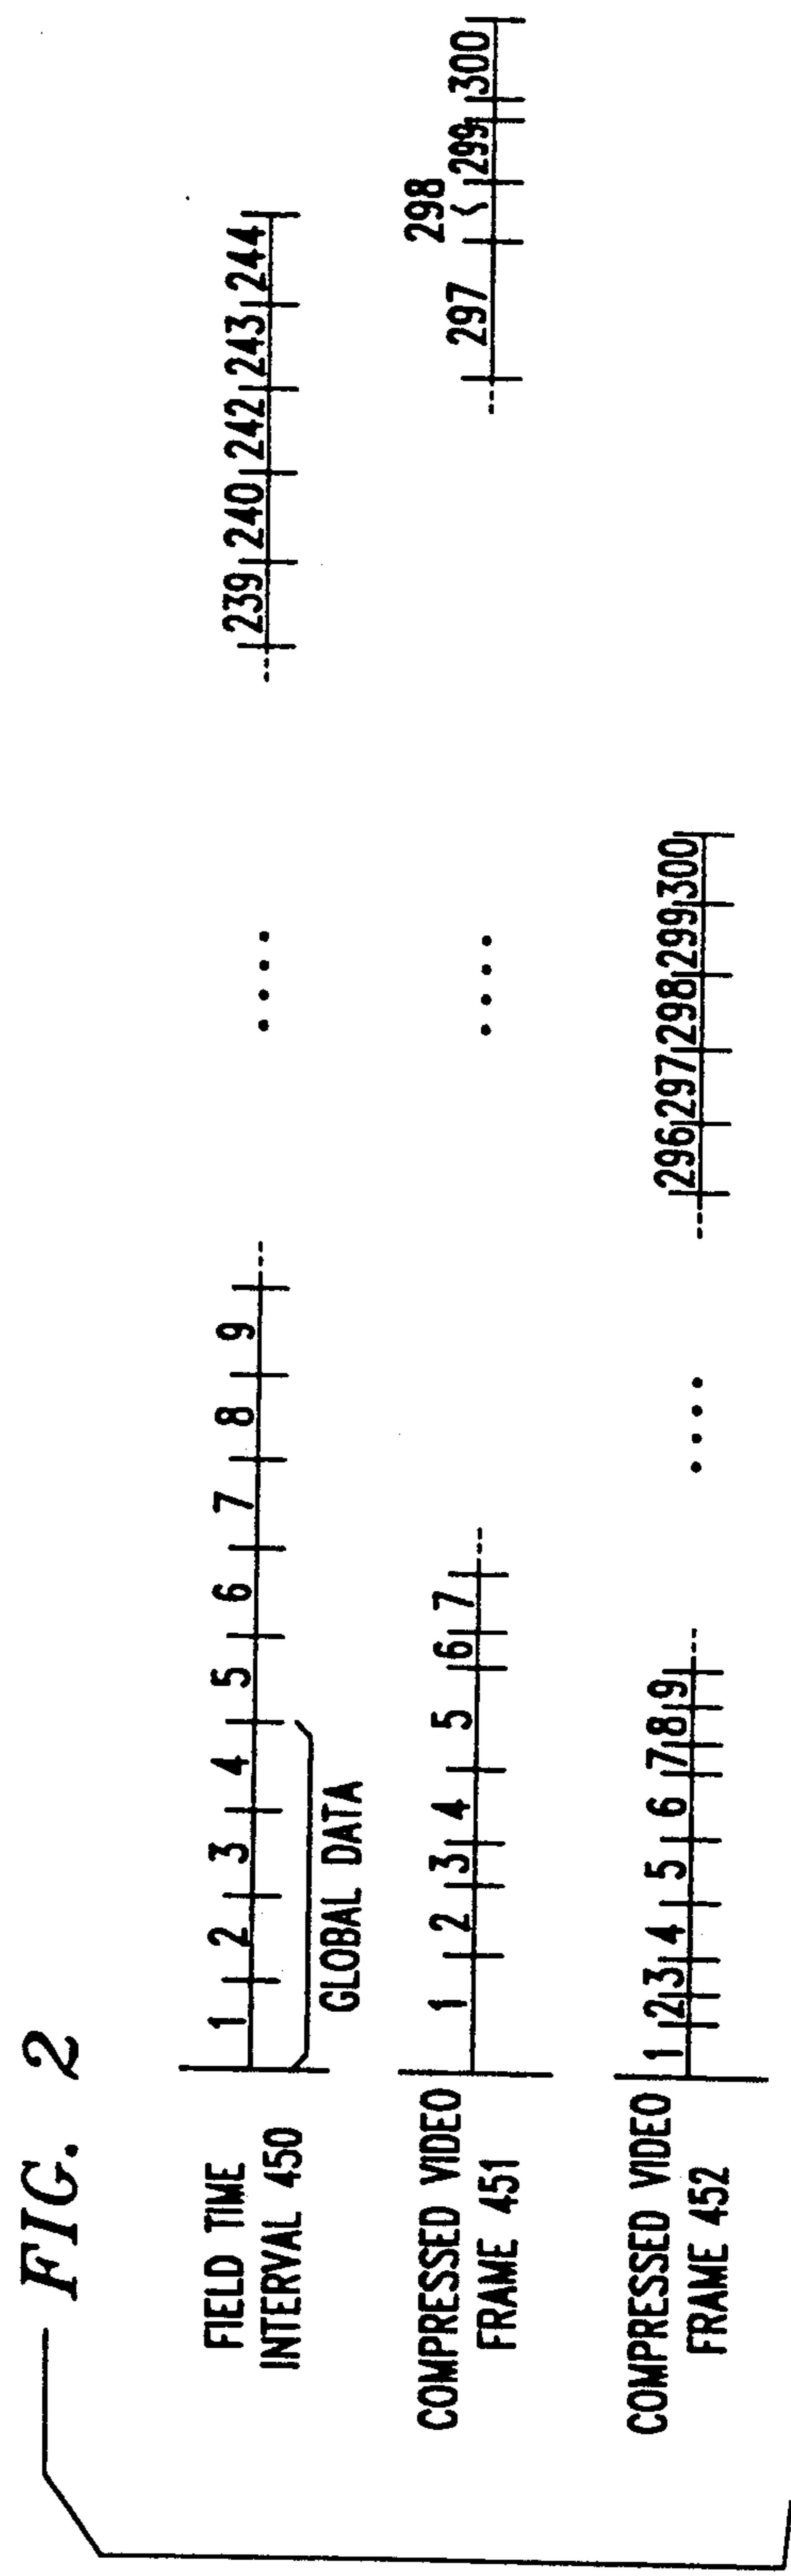 FIG. 2
FIELD TIME
INTERVAL 450
1 2 3 4 5 6 7 8 9 239 240 242 243 244
GLOBAL DATA
COMPRESSED VIDEO
FRAME 451
1 2 3 4 5 6 7 297 298 299 300
COMPRESSED VIDEO
FRAME 452
1 2 3 4 5 6 7 8 9 296 297 298 299 300